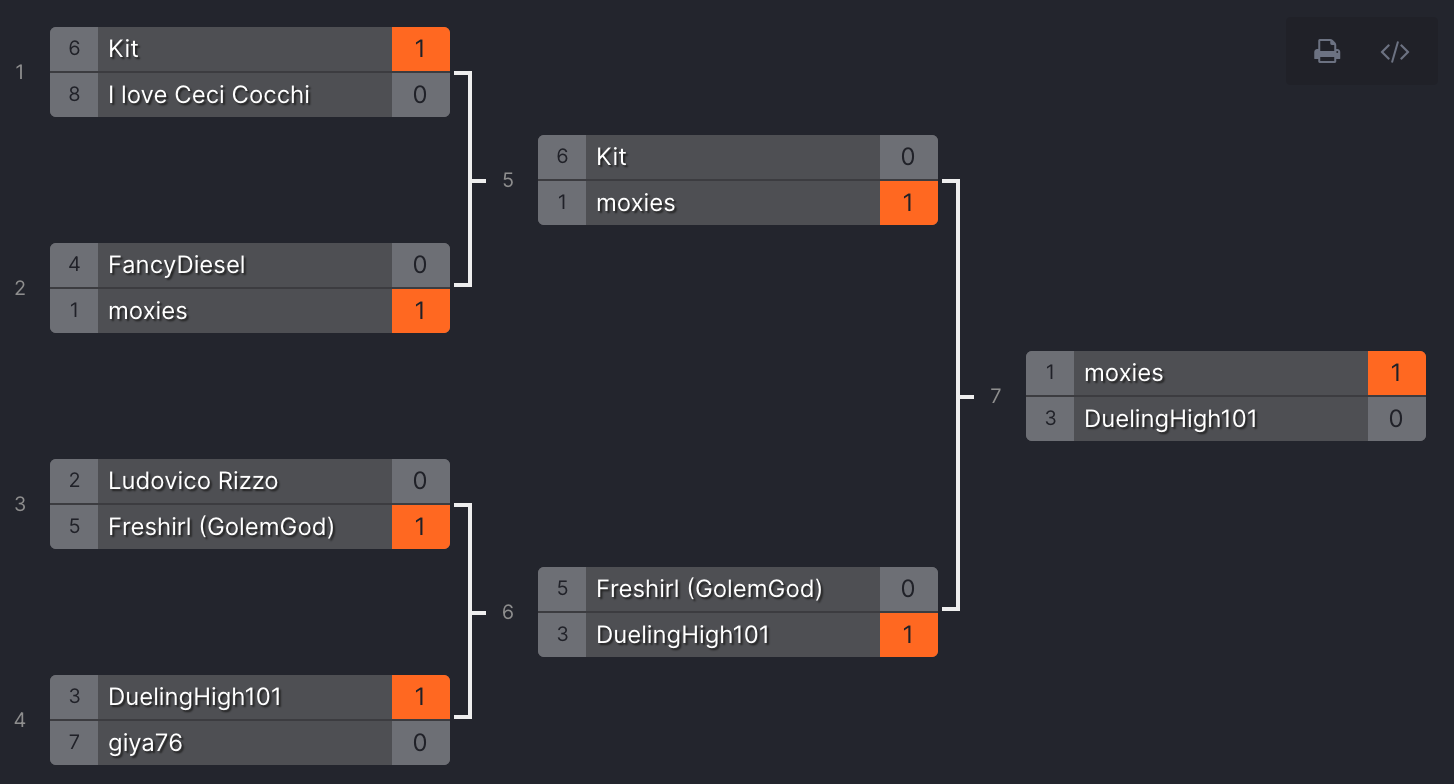 1
6 Kit 1
8 I love Ceci Cocchi 0
2
4 FancyDiesel 0
1 moxies 1
3
2 Ludovico Rizzo 0
5 Freshirl (GolemGod) 1
4
3 DuelingHigh101 1
7 giya76 0
5
6 Kit 0
1 moxies 1
6
5 Freshirl (GolemGod) 0
3 DuelingHigh101 1
7
1 moxies 1
3 DuelingHigh101 0